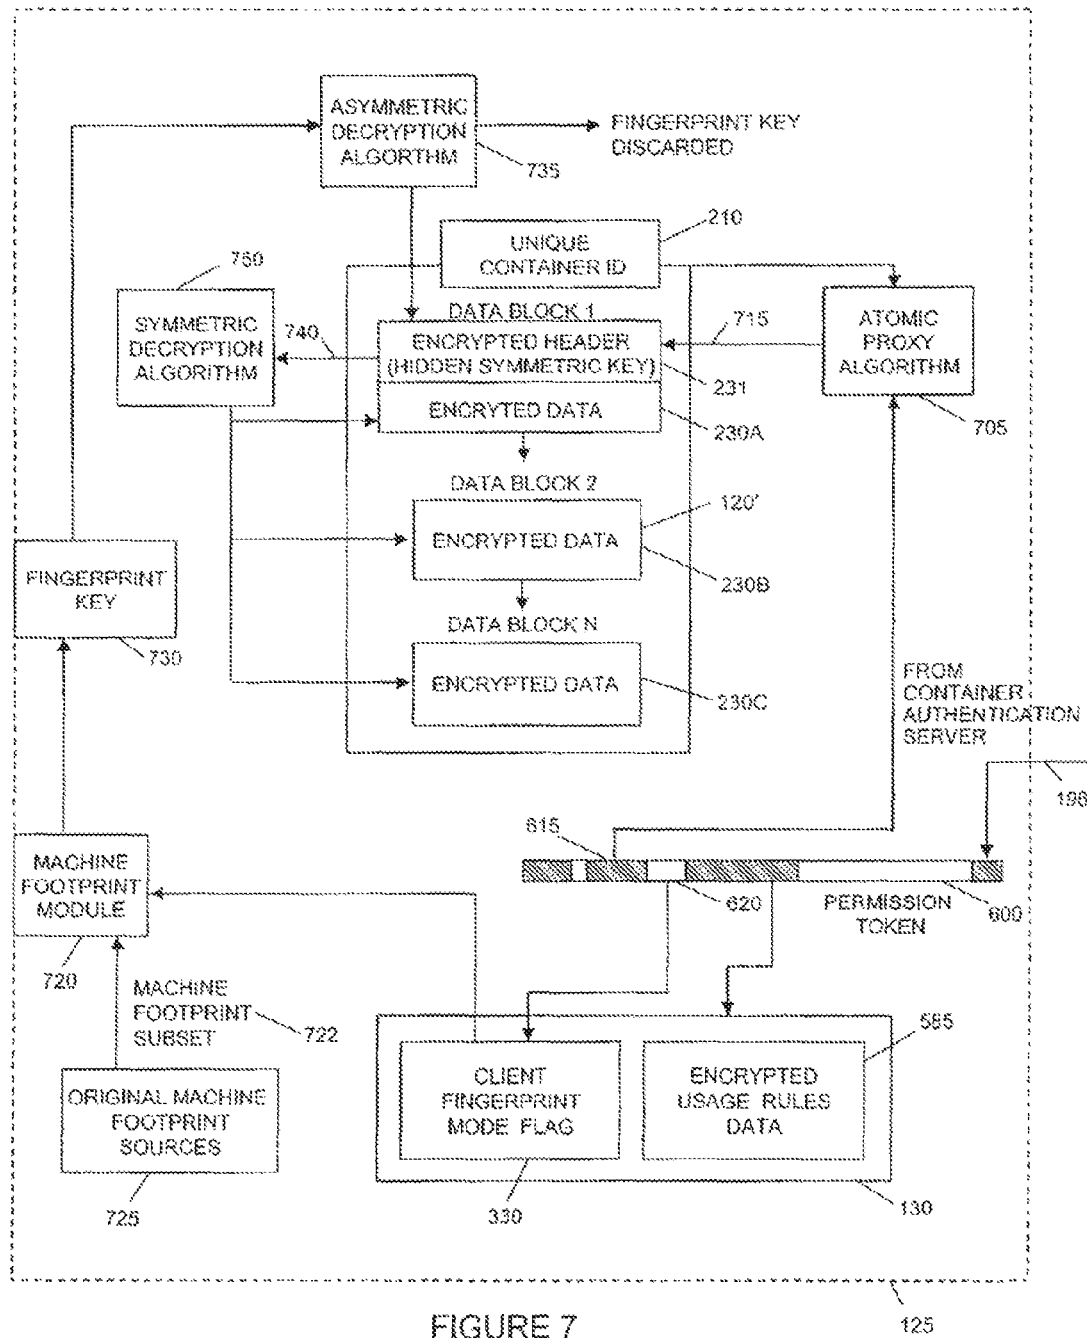 ASYMMETRIC
DECRYPTION
ALGORTHM
735
FINGERPRINT KEY
DISCARDED
UNIQUE
CONTAINER ID
210
750
SYMMETRIC
DECRYPTION
ALGORITHM
740
DATA BLOCK 1
ENCRYPTED HEADER
(HIDDEN SYMMETRIC KEY)
231
715
ATOMIC
PROXY
ALGORITHM
705
ENCRYTED DATA
230A
DATA BLOCK 2
ENCRYPTED DATA
120'
230B
DATA BLOCK N
ENCRYPTED DATA
230C
FINGERPRINT
KEY
730
FROM
CONTAINER
AUTHENTICATION
SERVER
198
MACHINE
FOOTPRINT
MODULE
720
615
620
PERMISSION
TOKEN
600
MACHINE
FOOTPRINT
SUBSET
722
ORIGINAL MACHINE
FOOTPRINT
SOURCES
725
CLIENT
FINGERPRINT
MODE FLAG
330
ENCRYPTED
USAGE RULES
DATA
585
130
125
FIGURE 7